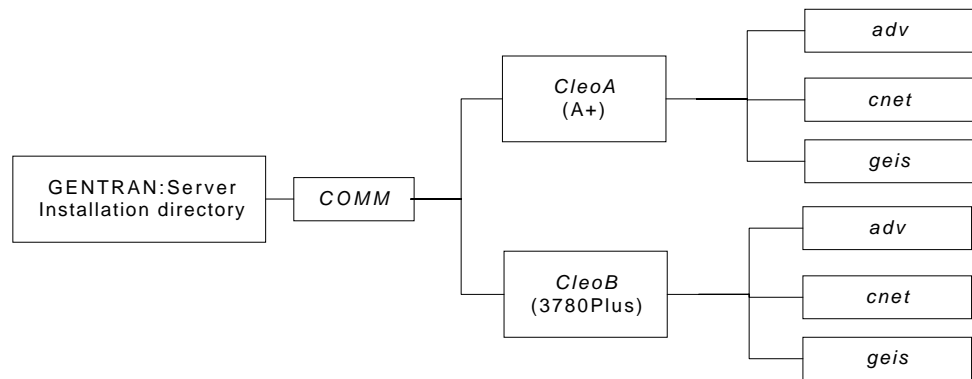 GENTRAN:Server
Installation directory
COMM
CleoA
(A+)
adv
cnet
geis
CleoB
(3780Plus)
adv
cnet
geis